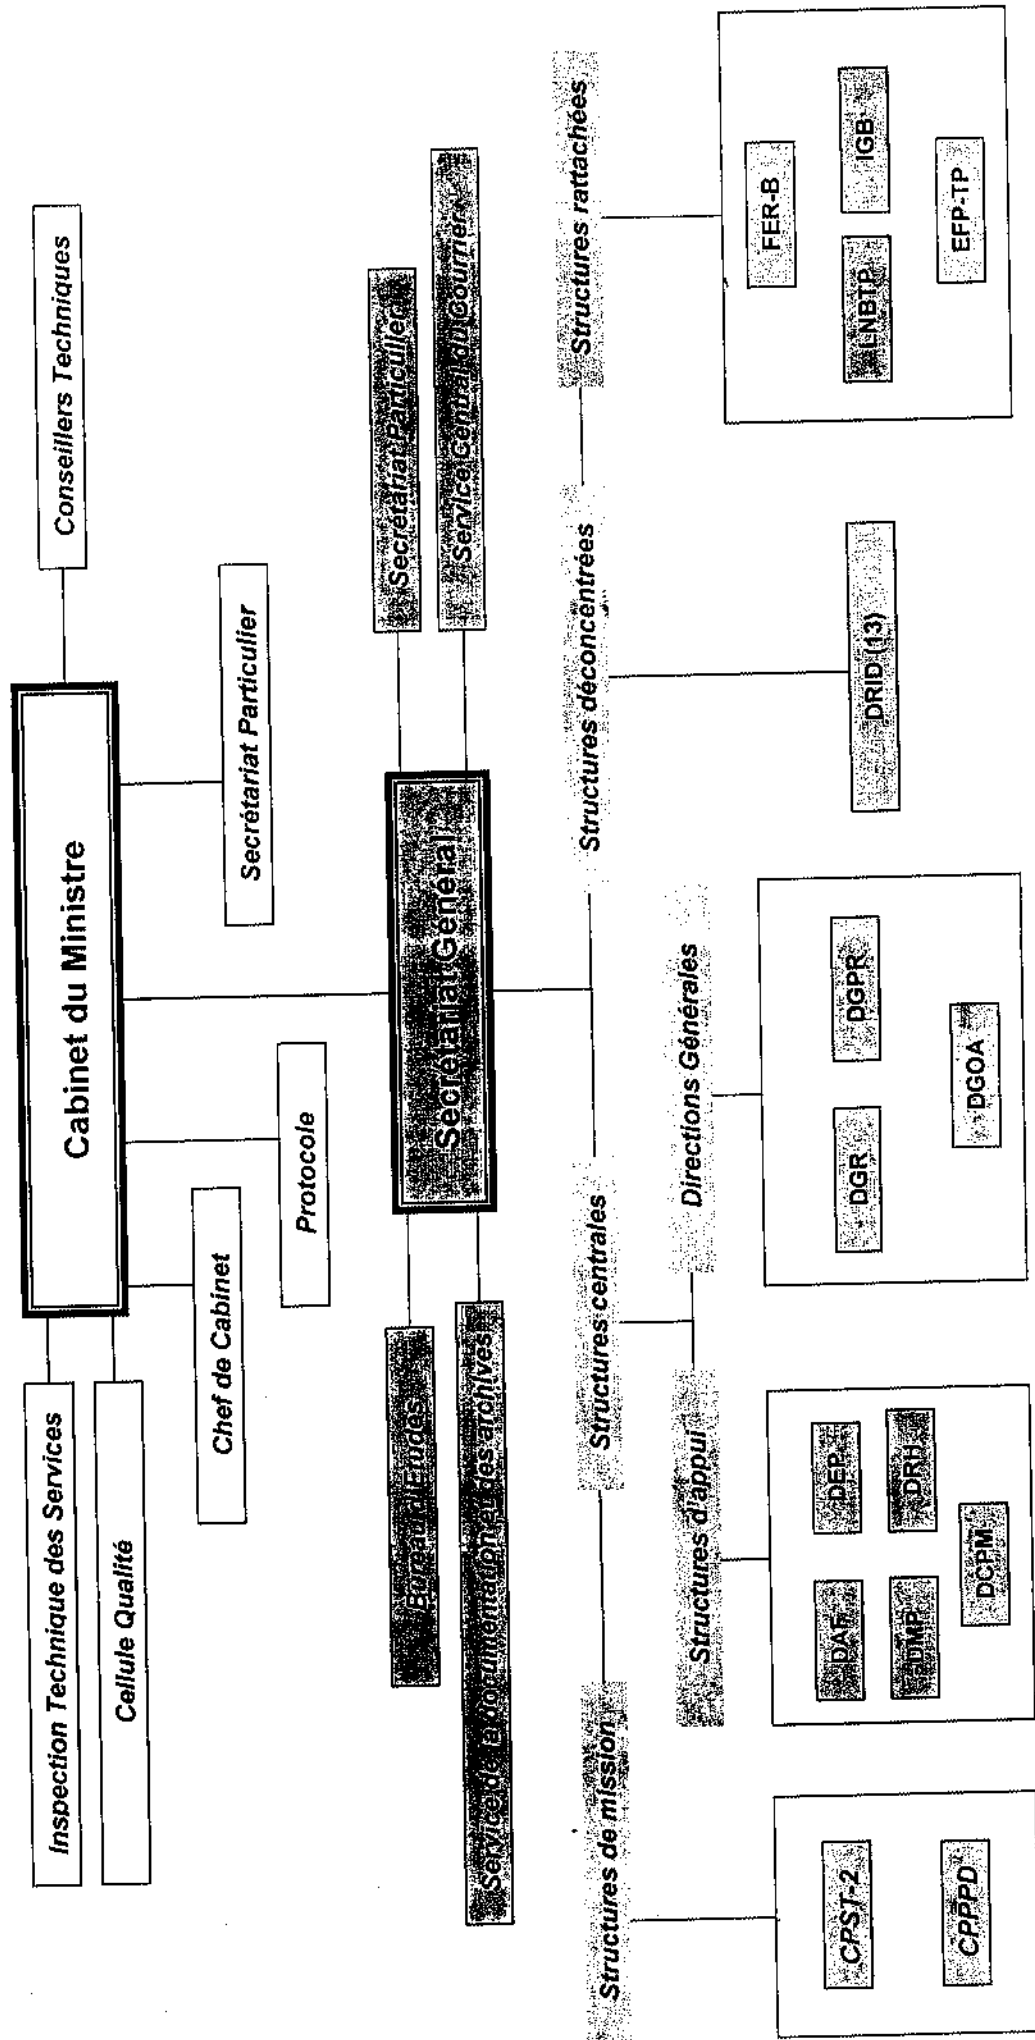 Cabinet du Ministre
Conseillers Techniques
Inspection Technique des Services
Cellule Qualité
Chef de Cabinet
Protocole
Secrétariat Particulier
Secrétariat Général
Bureau d'Etudes
Service de la documentation et des archives
Secrétariat Particulier
Service Central du Courrier
Structures de mission
Structures centrales
Structures déconcentrées
Structures rattachées
Structures d'appui
Directions Générales
CPST-2
CPPPD
DAF
DEP
DMP
DRH
DCPM
DGR
DGPR
DGOA
DRID (13)
FER-B
LNBTP
IGB
EFP-TP